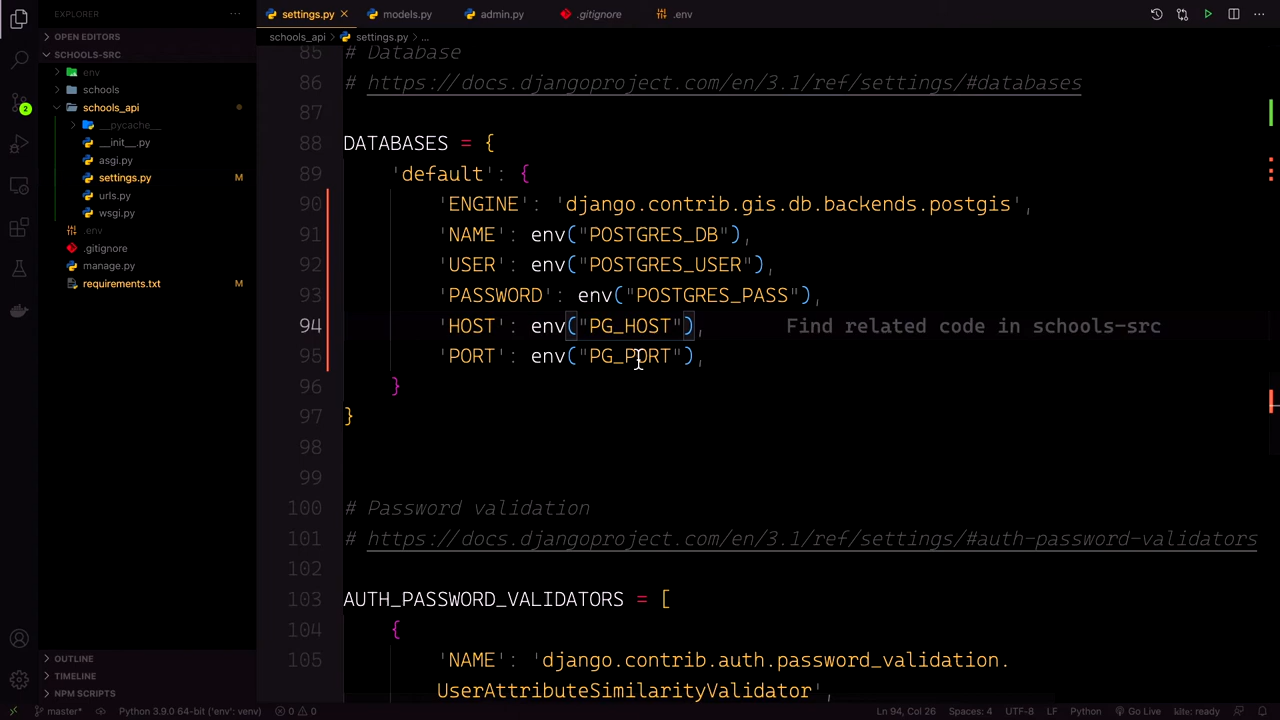 EXPLORER
OPEN EDITORS
SCHOOLS-SRC
env
schools
schools_api
__pycache__
__init__.py
asgi.py
settings.py M
urls.py
wsgi.py
.env
.gitignore
manage.py
requirements.txt M
OUTLINE
TIMELINE
NPM SCRIPTS
2
settings.py models.py admin.py .gitignore .env
schools_api > settings.py > ...
85 # Database
86 # https://docs.djangoproject.com/en/3.1/ref/settings/#databases
87
88 DATABASES = {
89 'default': {
90 'ENGINE': 'django.contrib.gis.db.backends.postgis',
91 'NAME': env("POSTGRES_DB"),
92 'USER': env("POSTGRES_USER"),
93 'PASSWORD': env("POSTGRES_PASS"),
94 'HOST': env("PG_HOST"), Find related code in schools-src
95 'PORT': env("PG_PORT"),
96 }
97 }
98
99
100 # Password validation
101 # https://docs.djangoproject.com/en/3.1/ref/settings/#auth-password-validators
102
103 AUTH_PASSWORD_VALIDATORS = [
104 {
105 'NAME': 'django.contrib.auth.password_validation.
UserAttributeSimilarityValidator',
master* Python 3.9.0 64-bit ('env': venv) 0 0 Ln 94, Col 26 Spaces: 4 UTF-8 LF Python Go Live kite: ready